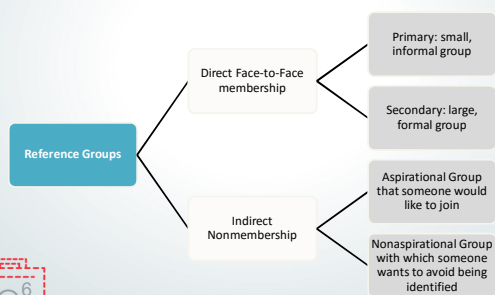 Primary: small,
informal group
Direct Face-to-Face
membership
Secondary: large,
formal group
Reference Groups
Aspirational Group
that someone would
like to join
Indirect
Nonmembership
Nonaspirational Group
with which someone
wants to avoid being
identified
6